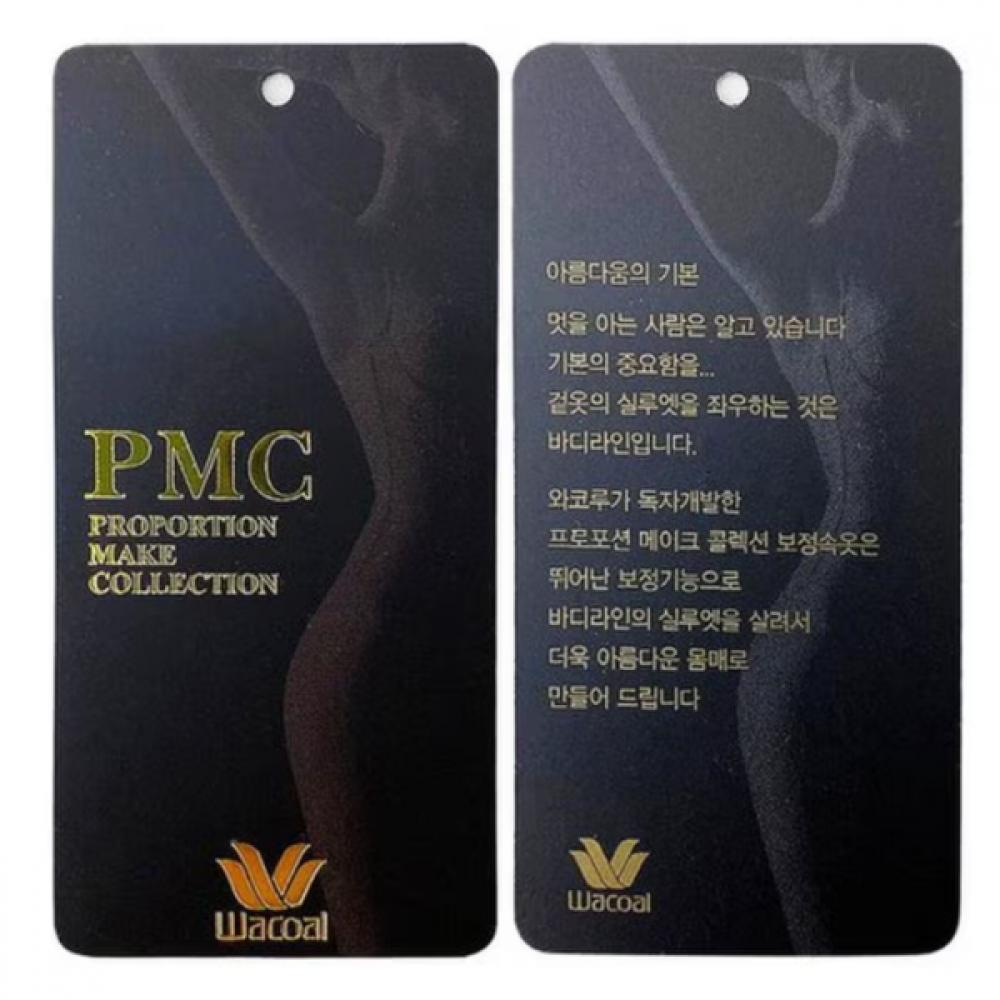 PMC
PROPORTION
MAKE
COLLECTION
Wacoal
아름다움의 기본
멋을 아는 사람은 알고 있습니다
기본의 중요함을...
겉옷의 실루엣을 좌우하는 것은
바디라인입니다.
와코루가 독자개발한
프로포션 메이크 콜렉션 보정속옷은
뛰어난 보정기능으로
바디라인의 실루엣을 살려서
더욱 아름다운 몸매로
만들어 드립니다
Wacoal